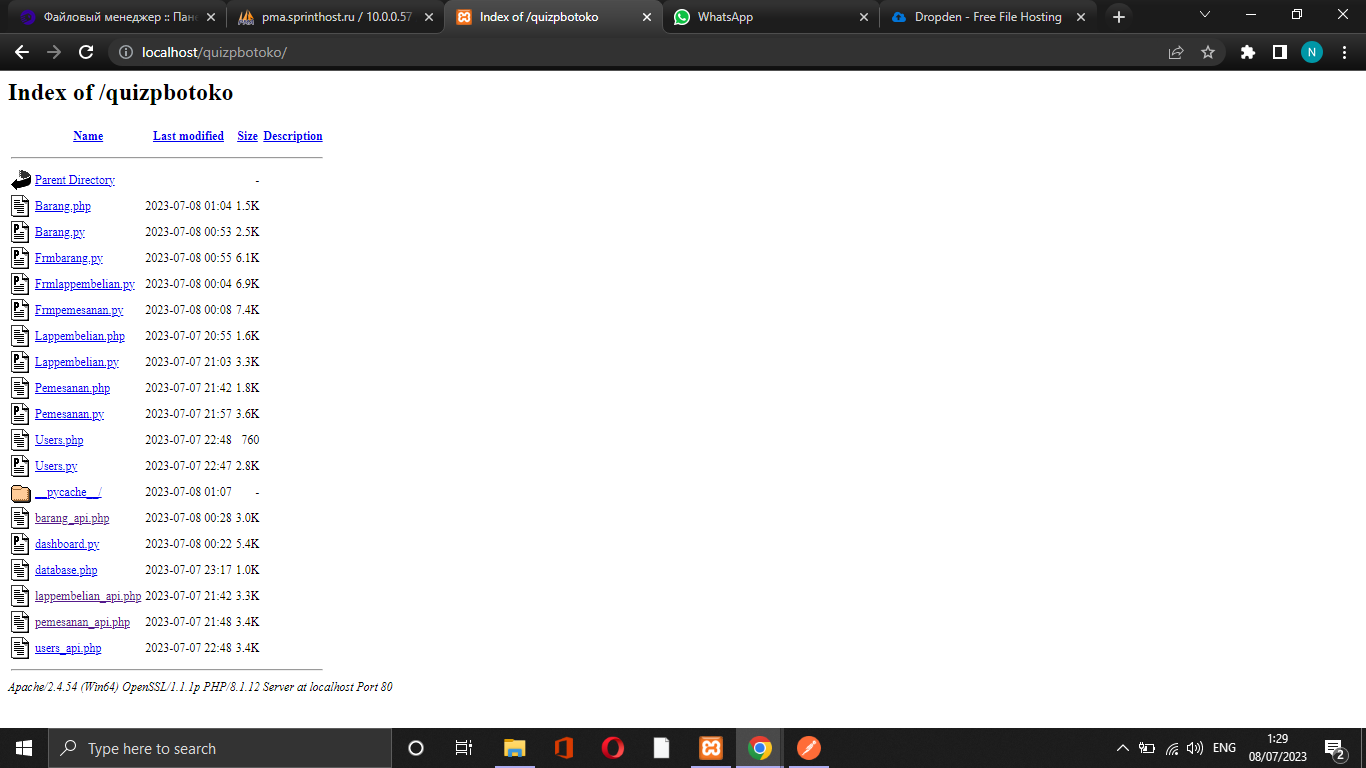 Файловый менеджер :: Пане
pma.sprinthost.ru / 10.0.0.57
Index of /quizpbotoko
WhatsApp
Dropden - Free File Hosting
localhost/quizpbotoko/
N
Index of /quizpbotoko
Name Last modified Size Description
Parent Directory -
Barang.php 2023-07-08 01:04 1.5K
Barang.py 2023-07-08 00:53 2.5K
Frmbarang.py 2023-07-08 00:55 6.1K
Frmlappembelian.py 2023-07-08 00:04 6.9K
Frmpemesanan.py 2023-07-08 00:08 7.4K
Lappembelian.php 2023-07-07 20:55 1.6K
Lappembelian.py 2023-07-07 21:03 3.3K
Pemesanan.php 2023-07-07 21:42 1.8K
Pemesanan.py 2023-07-07 21:57 3.6K
Users.php 2023-07-07 22:48 760
Users.py 2023-07-07 22:47 2.8K
__pycache__/ 2023-07-08 01:07 -
barang_api.php 2023-07-08 00:28 3.0K
dashboard.py 2023-07-08 00:22 5.4K
database.php 2023-07-07 23:17 1.0K
lappembelian_api.php 2023-07-07 21:42 3.3K
pemesanan_api.php 2023-07-07 21:48 3.4K
users_api.php 2023-07-07 22:48 3.4K
Apache/2.4.54 (Win64) OpenSSL/1.1.1p PHP/8.1.12 Server at localhost Port 80
Type here to search
ENG
1:29
08/07/2023
2